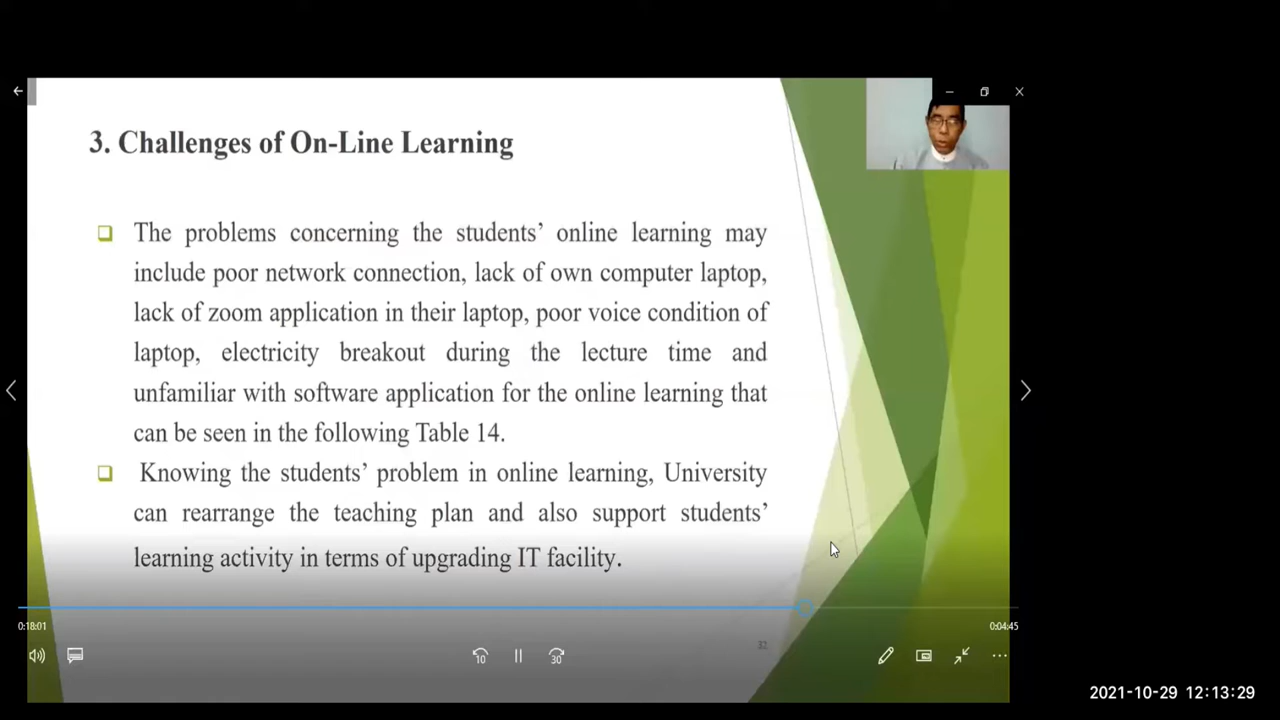 3. Challenges of On-Line Learning
The problems concerning the students’ online learning may
include poor network connection, lack of own computer laptop,
lack of zoom application in their laptop, poor voice condition of
laptop, electricity breakout during the lecture time and
unfamiliar with software application for the online learning that
can be seen in the following Table 14.
Knowing the students’ problem in online learning, University
can rearrange the teaching plan and also support students’
learning activity in terms of upgrading IT facility.
0:18:01
0:04:45
10
30
32
2021-10-29 12:13:29